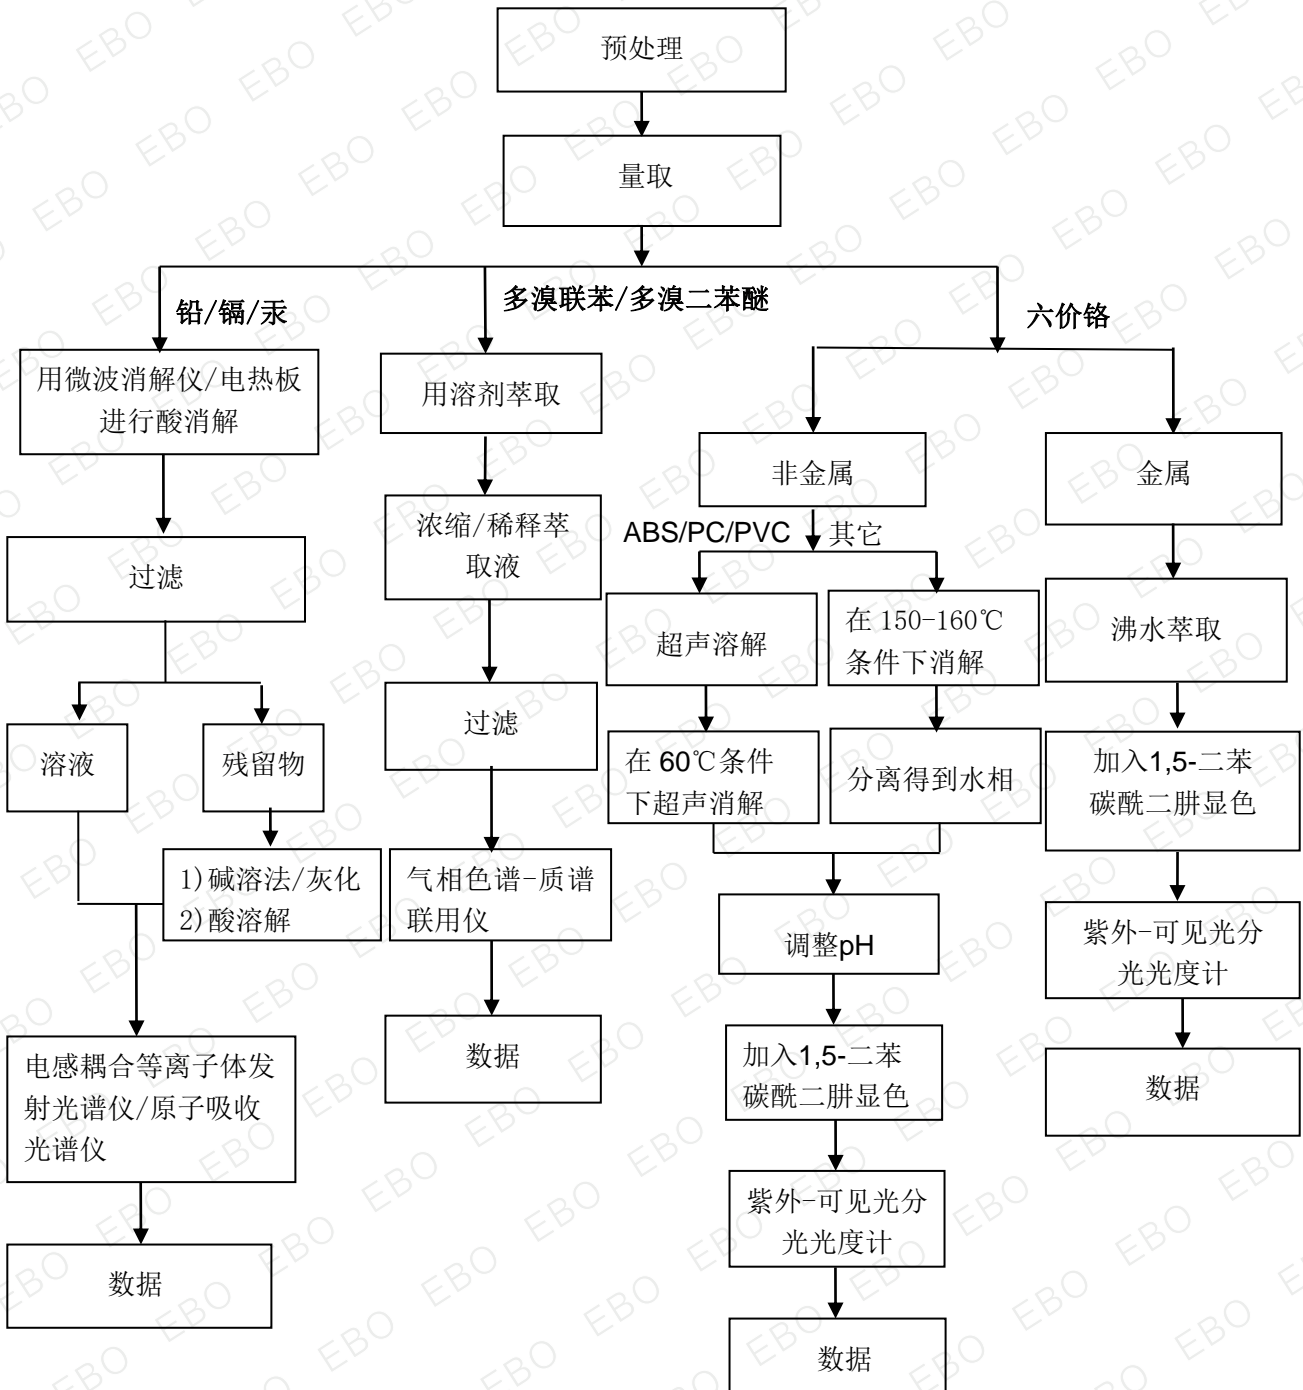 预处理
量取
铅/镉/汞
多溴联苯/多溴二苯醚
六价铬
用微波消解仪/电热板
进行酸消解
过滤
溶液
残留物
1)碱溶法/灰化
2)酸溶解
电感耦合等离子体发
射光谱仪/原子吸收
光谱仪
数据
用溶剂萃取
浓缩/稀释萃
取液
过滤
气相色谱-质谱
联用仪
数据
非金属
ABS/PC/PVC
其它
超声溶解
在 60℃条件
下超声消解
在 150-160℃
条件下消解
分离得到水相
调整pH
加入1,5-二苯
碳酰二肼显色
紫外-可见光分
光光度计
数据
金属
沸水萃取
加入1,5-二苯
碳酰二肼显色
紫外-可见光分
光光度计
数据
EBO